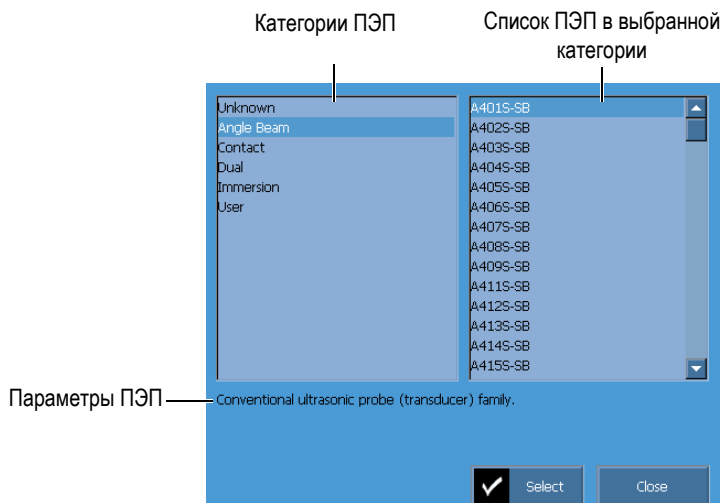 Категории ПЭП
Список ПЭП в выбранной
категории
Unknown
Angle Beam
Contact
Dual
Immersion
User
A401S-SB
A402S-SB
A403S-SB
A404S-SB
A405S-SB
A406S-SB
A407S-SB
A408S-SB
A409S-SB
A411S-SB
A412S-SB
A413S-SB
A414S-SB
A415S-SB
Параметры ПЭП
Conventional ultrasonic probe (transducer) family.
Select
Close